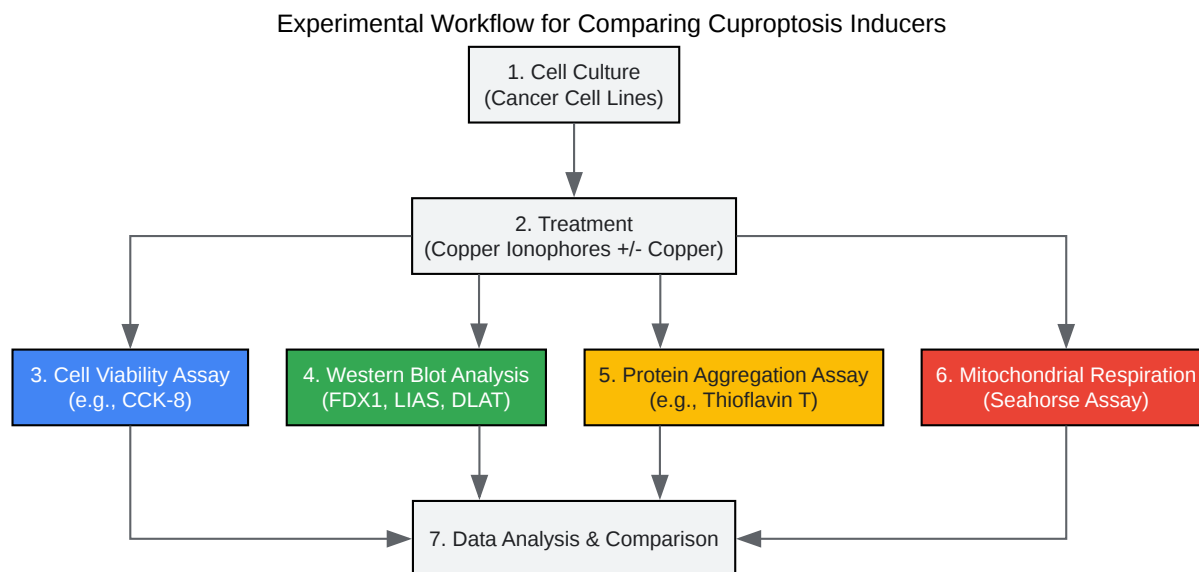 Experimental Workflow for Comparing Cuproptosis Inducers
1. Cell Culture
(Cancer Cell Lines)
2. Treatment
(Copper Ionophores +/- Copper)
3. Cell Viability Assay
(e.g., CCK-8)
4. Western Blot Analysis
(FDX1, LIAS, DLAT)
5. Protein Aggregation Assay
(e.g., Thioflavin T)
6. Mitochondrial Respiration
(Seahorse Assay)
7. Data Analysis & Comparison